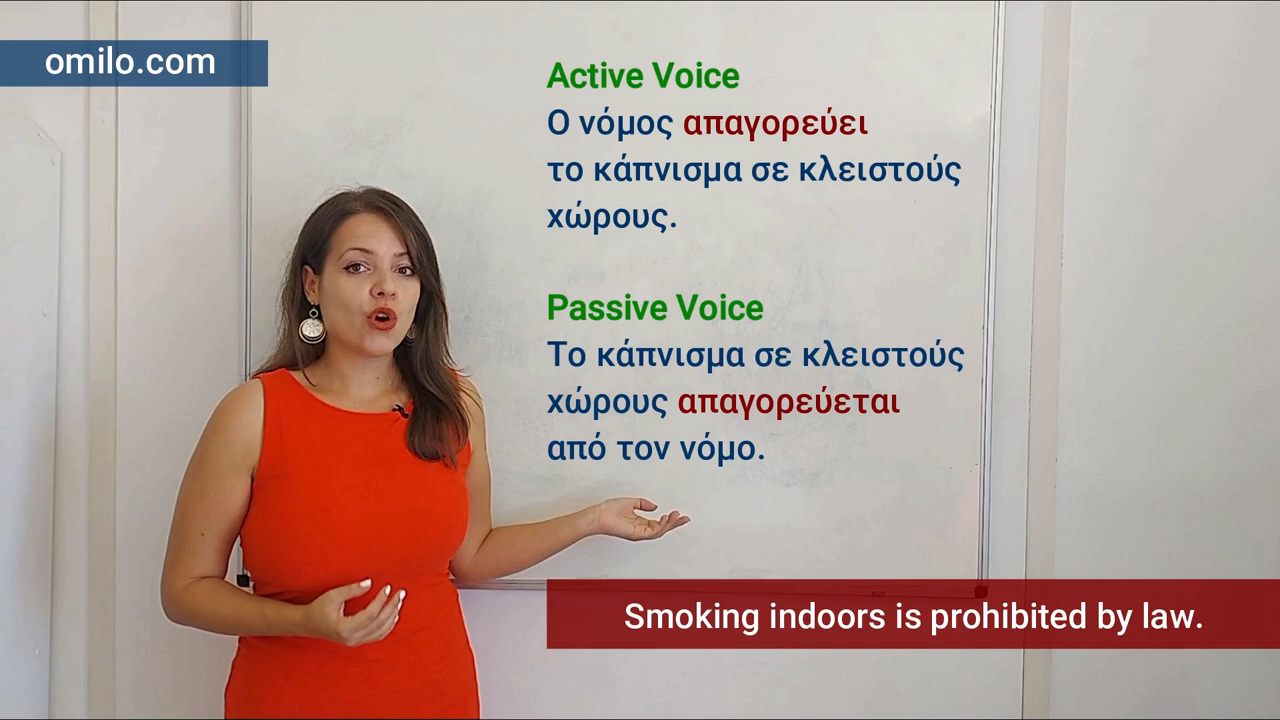 omilo.com
Active Voice
Ο νόμος απαγορεύει
το κάπνισμα σε κλειστούς
χώρους.
Passive Voice
Το κάπνισμα σε κλειστούς
χώρους απαγορεύεται
από τον νόμο.
Smoking indoors is prohibited by law.